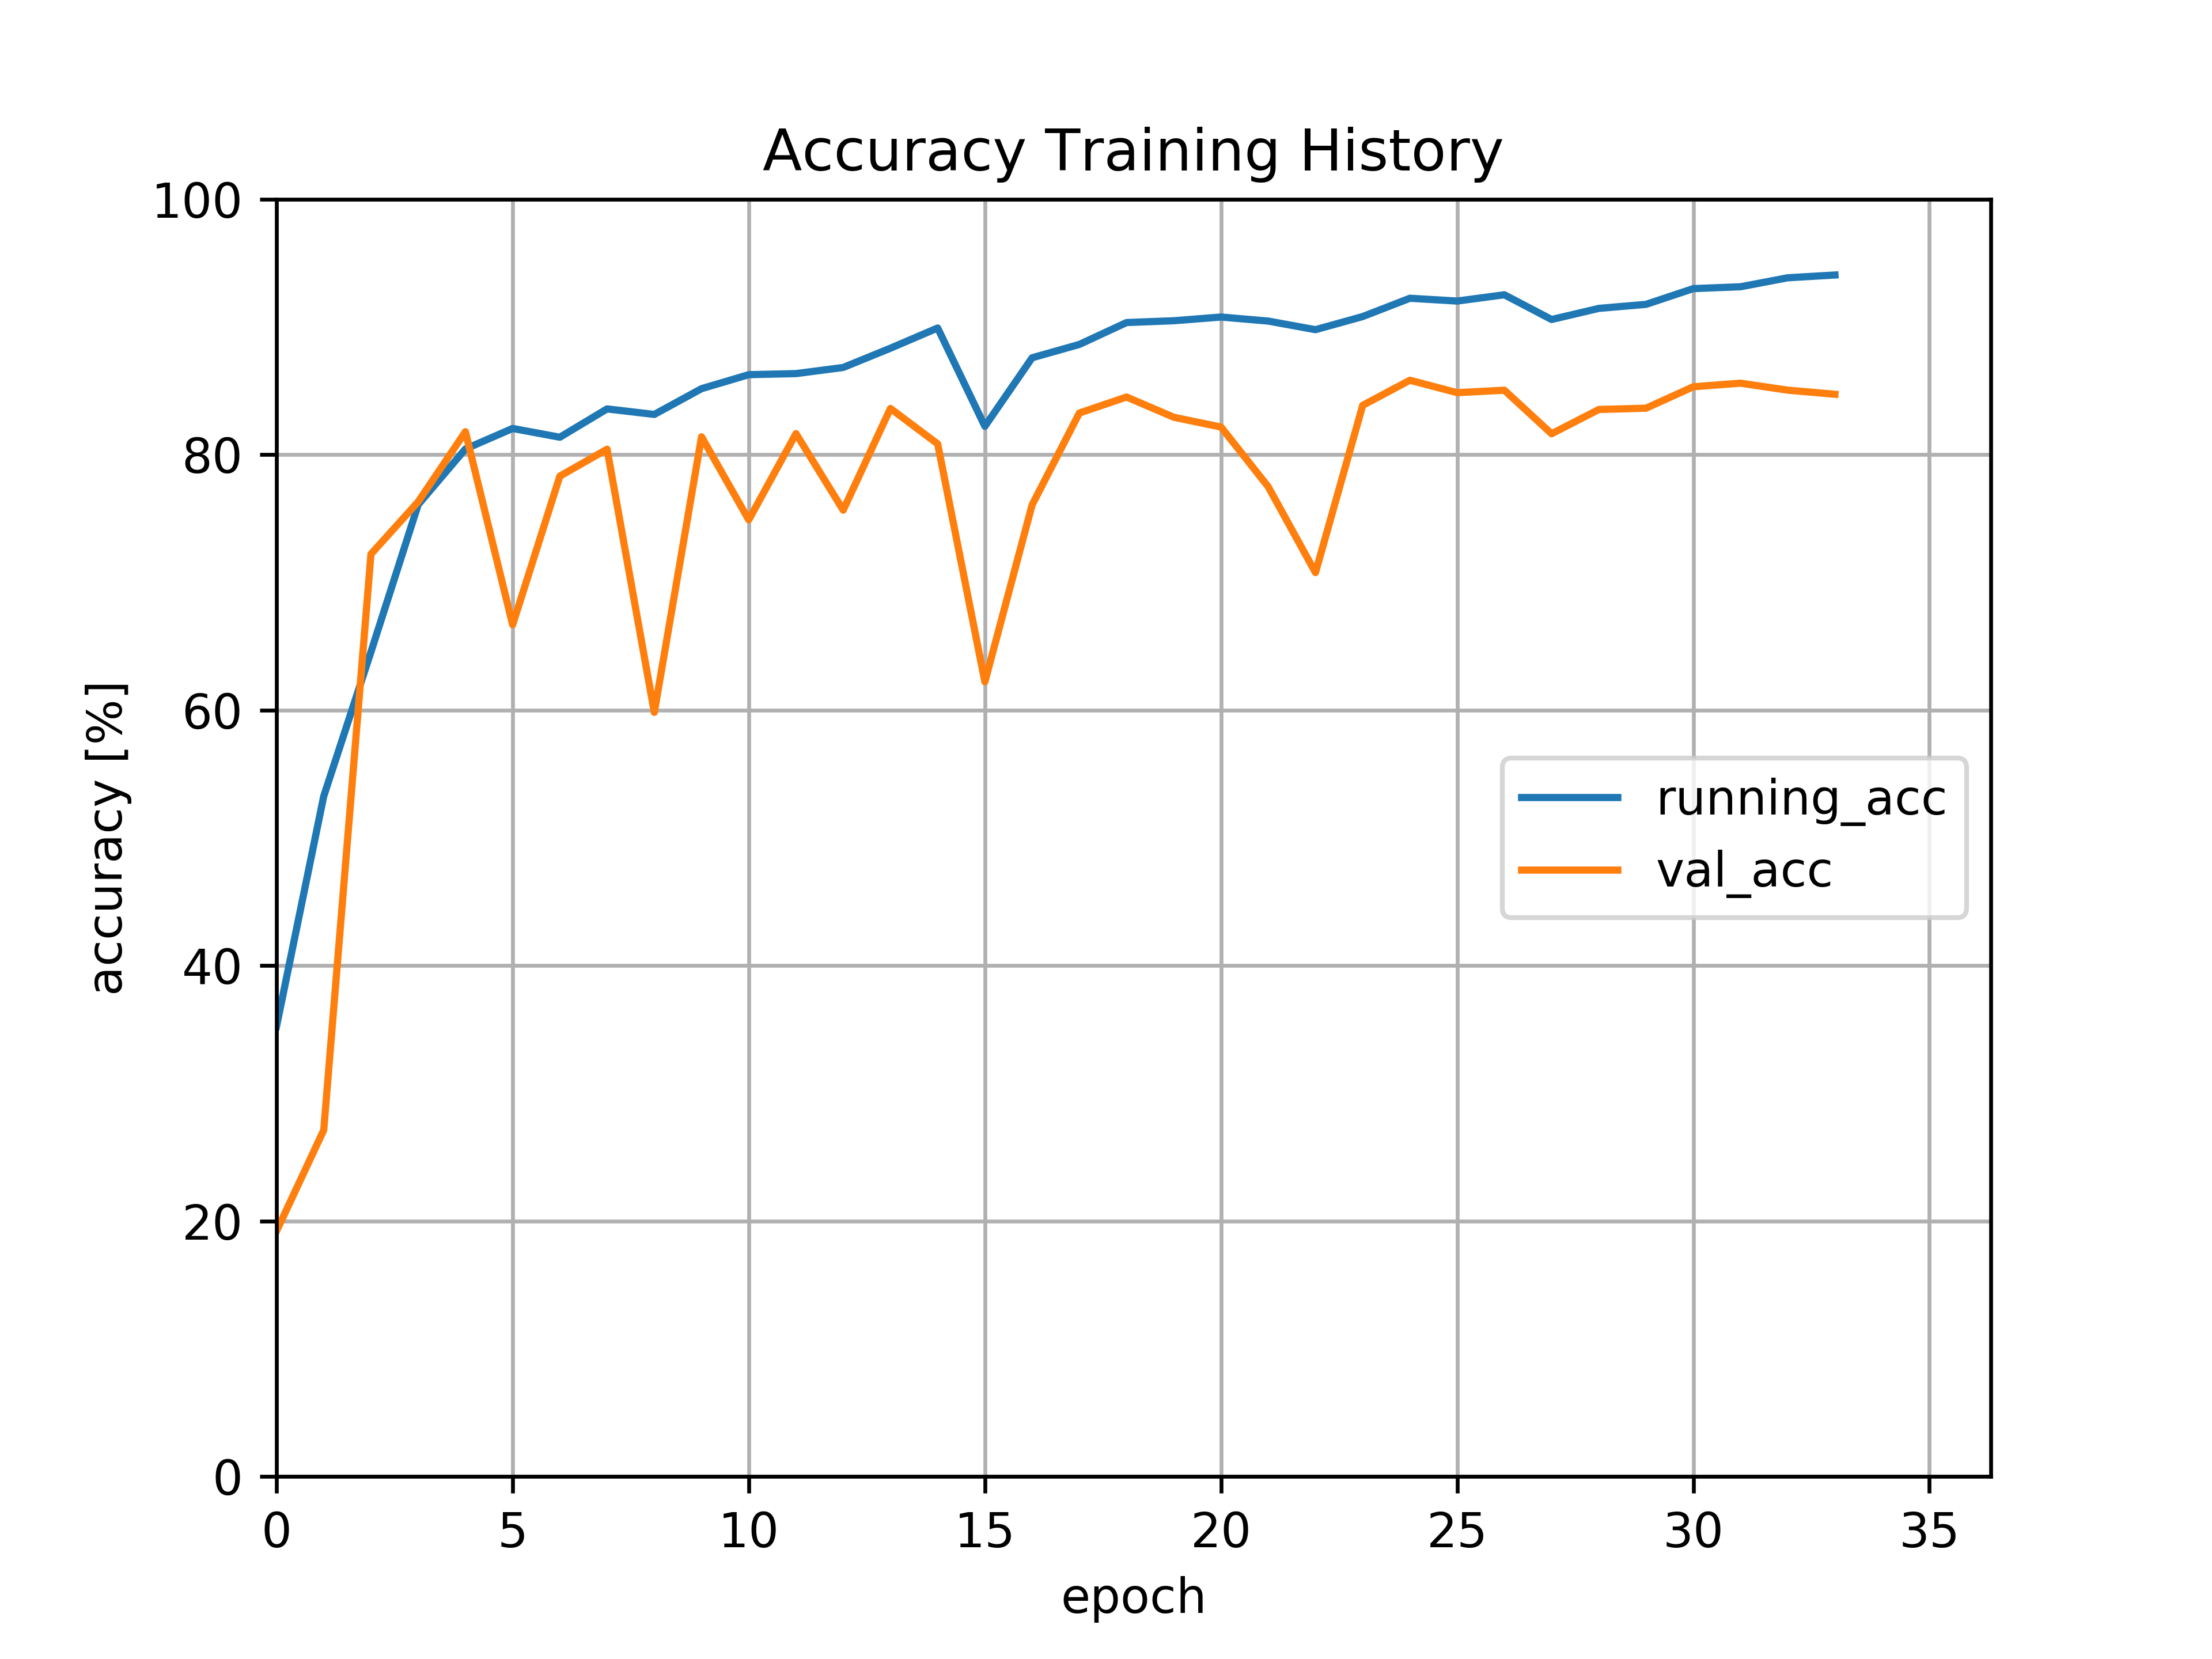 Accuracy Training History
100
80
60
40
20
0
accuracy [%]
running_acc
val_acc
0 5 10 15 20 25 30 35
epoch